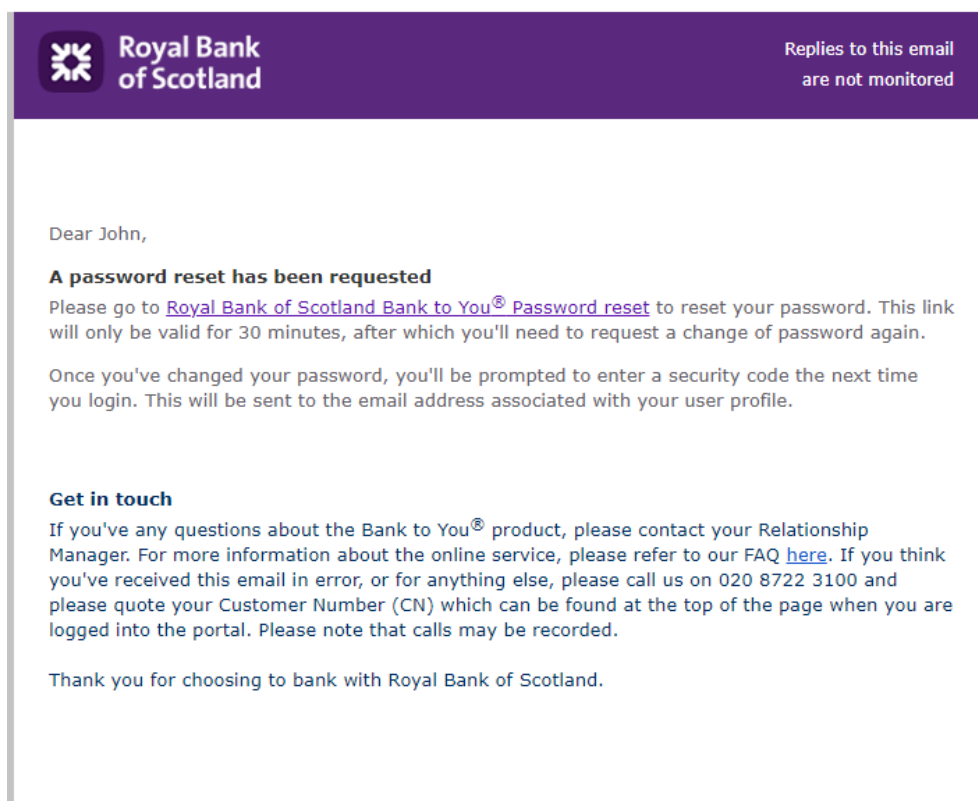 Royal Bank
of Scotland
Replies to this email
are not monitored
Dear John,
A password reset has been requested
Please go to Royal Bank of Scotland Bank to You® Password reset to reset your password. This link
will only be valid for 30 minutes, after which you'll need to request a change of password again.
Once you've changed your password, you'll be prompted to enter a security code the next time
you login. This will be sent to the email address associated with your user profile.
Get in touch
If you've any questions about the Bank to You® product, please contact your Relationship
Manager. For more information about the online service, please refer to our FAQ here. If you think
you've received this email in error, or for anything else, please call us on 020 8722 3100 and
please quote your Customer Number (CN) which can be found at the top of the page when you are
logged into the portal. Please note that calls may be recorded.
Thank you for choosing to bank with Royal Bank of Scotland.